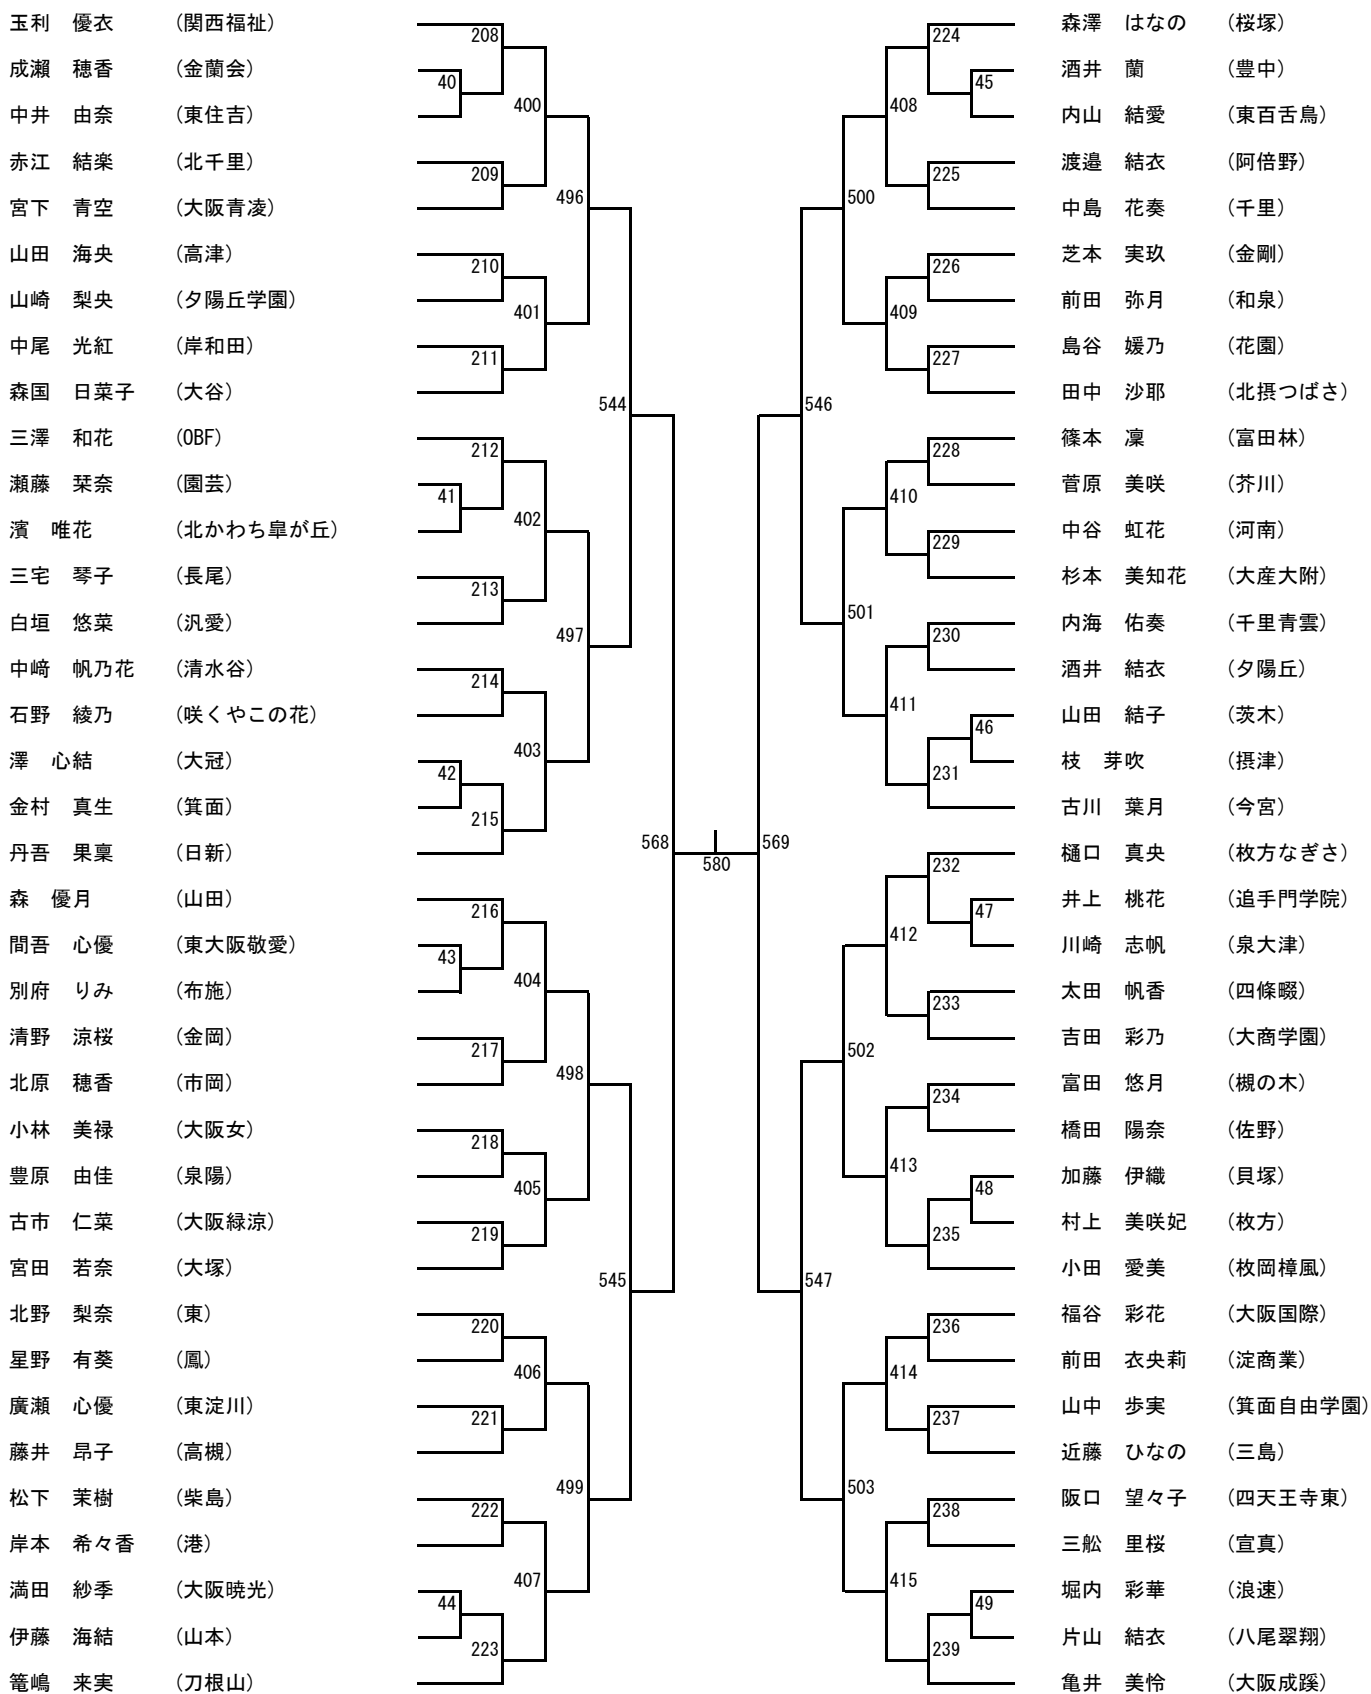 玉利　優衣　（関西福祉）
成瀬　穂香　（金蘭会）
中井　由奈　（東住吉）
赤江　結楽　（北千里）
宮下　青空　（大阪青凌）
山田　海央　（高津）
山崎　梨央　（夕陽丘学園）
中尾　光紅　（岸和田）
森国　日菜子　（大谷）
三澤　和花　（OBF）
瀬藤　栞奈　（園芸）
濱　唯花　（北かわち皐が丘）
三宅　琴子　（長尾）
白垣　悠菜　（汎愛）
中﨑　帆乃花　（清水谷）
石野　綾乃　（咲くやこの花）
澤　心結　（大冠）
金村　真生　（箕面）
丹吾　果稟　（日新）
森　優月　（山田）
間吾　心優　（東大阪敬愛）
別府　りみ　（布施）
清野　涼桜　（金岡）
北原　穂香　（市岡）
小林　美禄　（大阪女）
豊原　由佳　（泉陽）
古市　仁菜　（大阪緑涼）
宮田　若奈　（大塚）
北野　梨奈　（東）
星野　有葵　（鳳）
廣瀬　心優　（東淀川）
藤井　昂子　（高槻）
松下　茉樹　（柴島）
岸本　希々香　（港）
満田　紗季　（大阪暁光）
伊藤　海結　（山本）
篭嶋　来実　（刀根山）
208
40
400
209
496
210
401
211
544
212
41
402
213
497
214
403
42
215
568
216
43
404
217
498
218
405
219
545
220
406
221
499
222
407
44
223
580
224
45
408
225
500
226
409
227
546
228
410
229
501
230
411
46
231
569
232
47
412
233
502
234
413
48
235
547
236
414
237
503
238
415
49
239
森澤　はなの　（桜塚）
酒井　蘭　（豊中）
内山　結愛　（東百舌鳥）
渡邉　結衣　（阿倍野）
中島　花奏　（千里）
芝本　実玖　（金剛）
前田　弥月　（和泉）
島谷　媛乃　（花園）
田中　沙耶　（北摂つばさ）
篠本　凜　（富田林）
菅原　美咲　（芥川）
中谷　虹花　（河南）
杉本　美知花　（大産大附）
内海　佑奏　（千里青雲）
酒井　結衣　（夕陽丘）
山田　結子　（茨木）
枝　芽吹　（摂津）
古川　葉月　（今宮）
樋口　真央　（枚方なぎさ）
井上　桃花　（追手門学院）
川崎　志帆　（泉大津）
太田　帆香　（四條畷）
吉田　彩乃　（大商学園）
富田　悠月　（槻の木）
橋田　陽奈　（佐野）
加藤　伊織　（貝塚）
村上　美咲妃　（枚方）
小田　愛美　（枚岡樟風）
福谷　彩花　（大阪国際）
前田　衣央莉　（淀商業）
山中　歩実　（箕面自由学園）
近藤　ひなの　（三島）
阪口　望々子　（四天王寺東）
三舩　里桜　（宣真）
堀内　彩華　（浪速）
片山　結衣　（八尾翠翔）
亀井　美怜　（大阪成蹊）